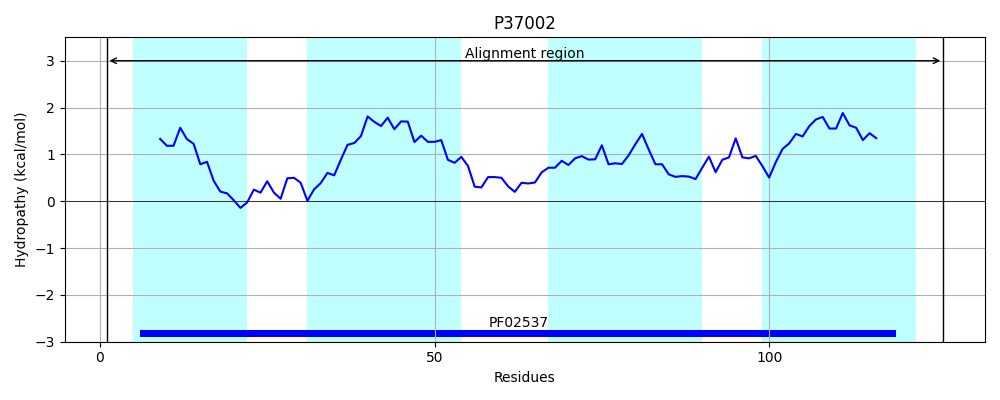 P37002
Alignment region
3
2
1
0
−1
−2
−3
Hydropathy (kcal/mol)
PF02537
0
50
100
Residues